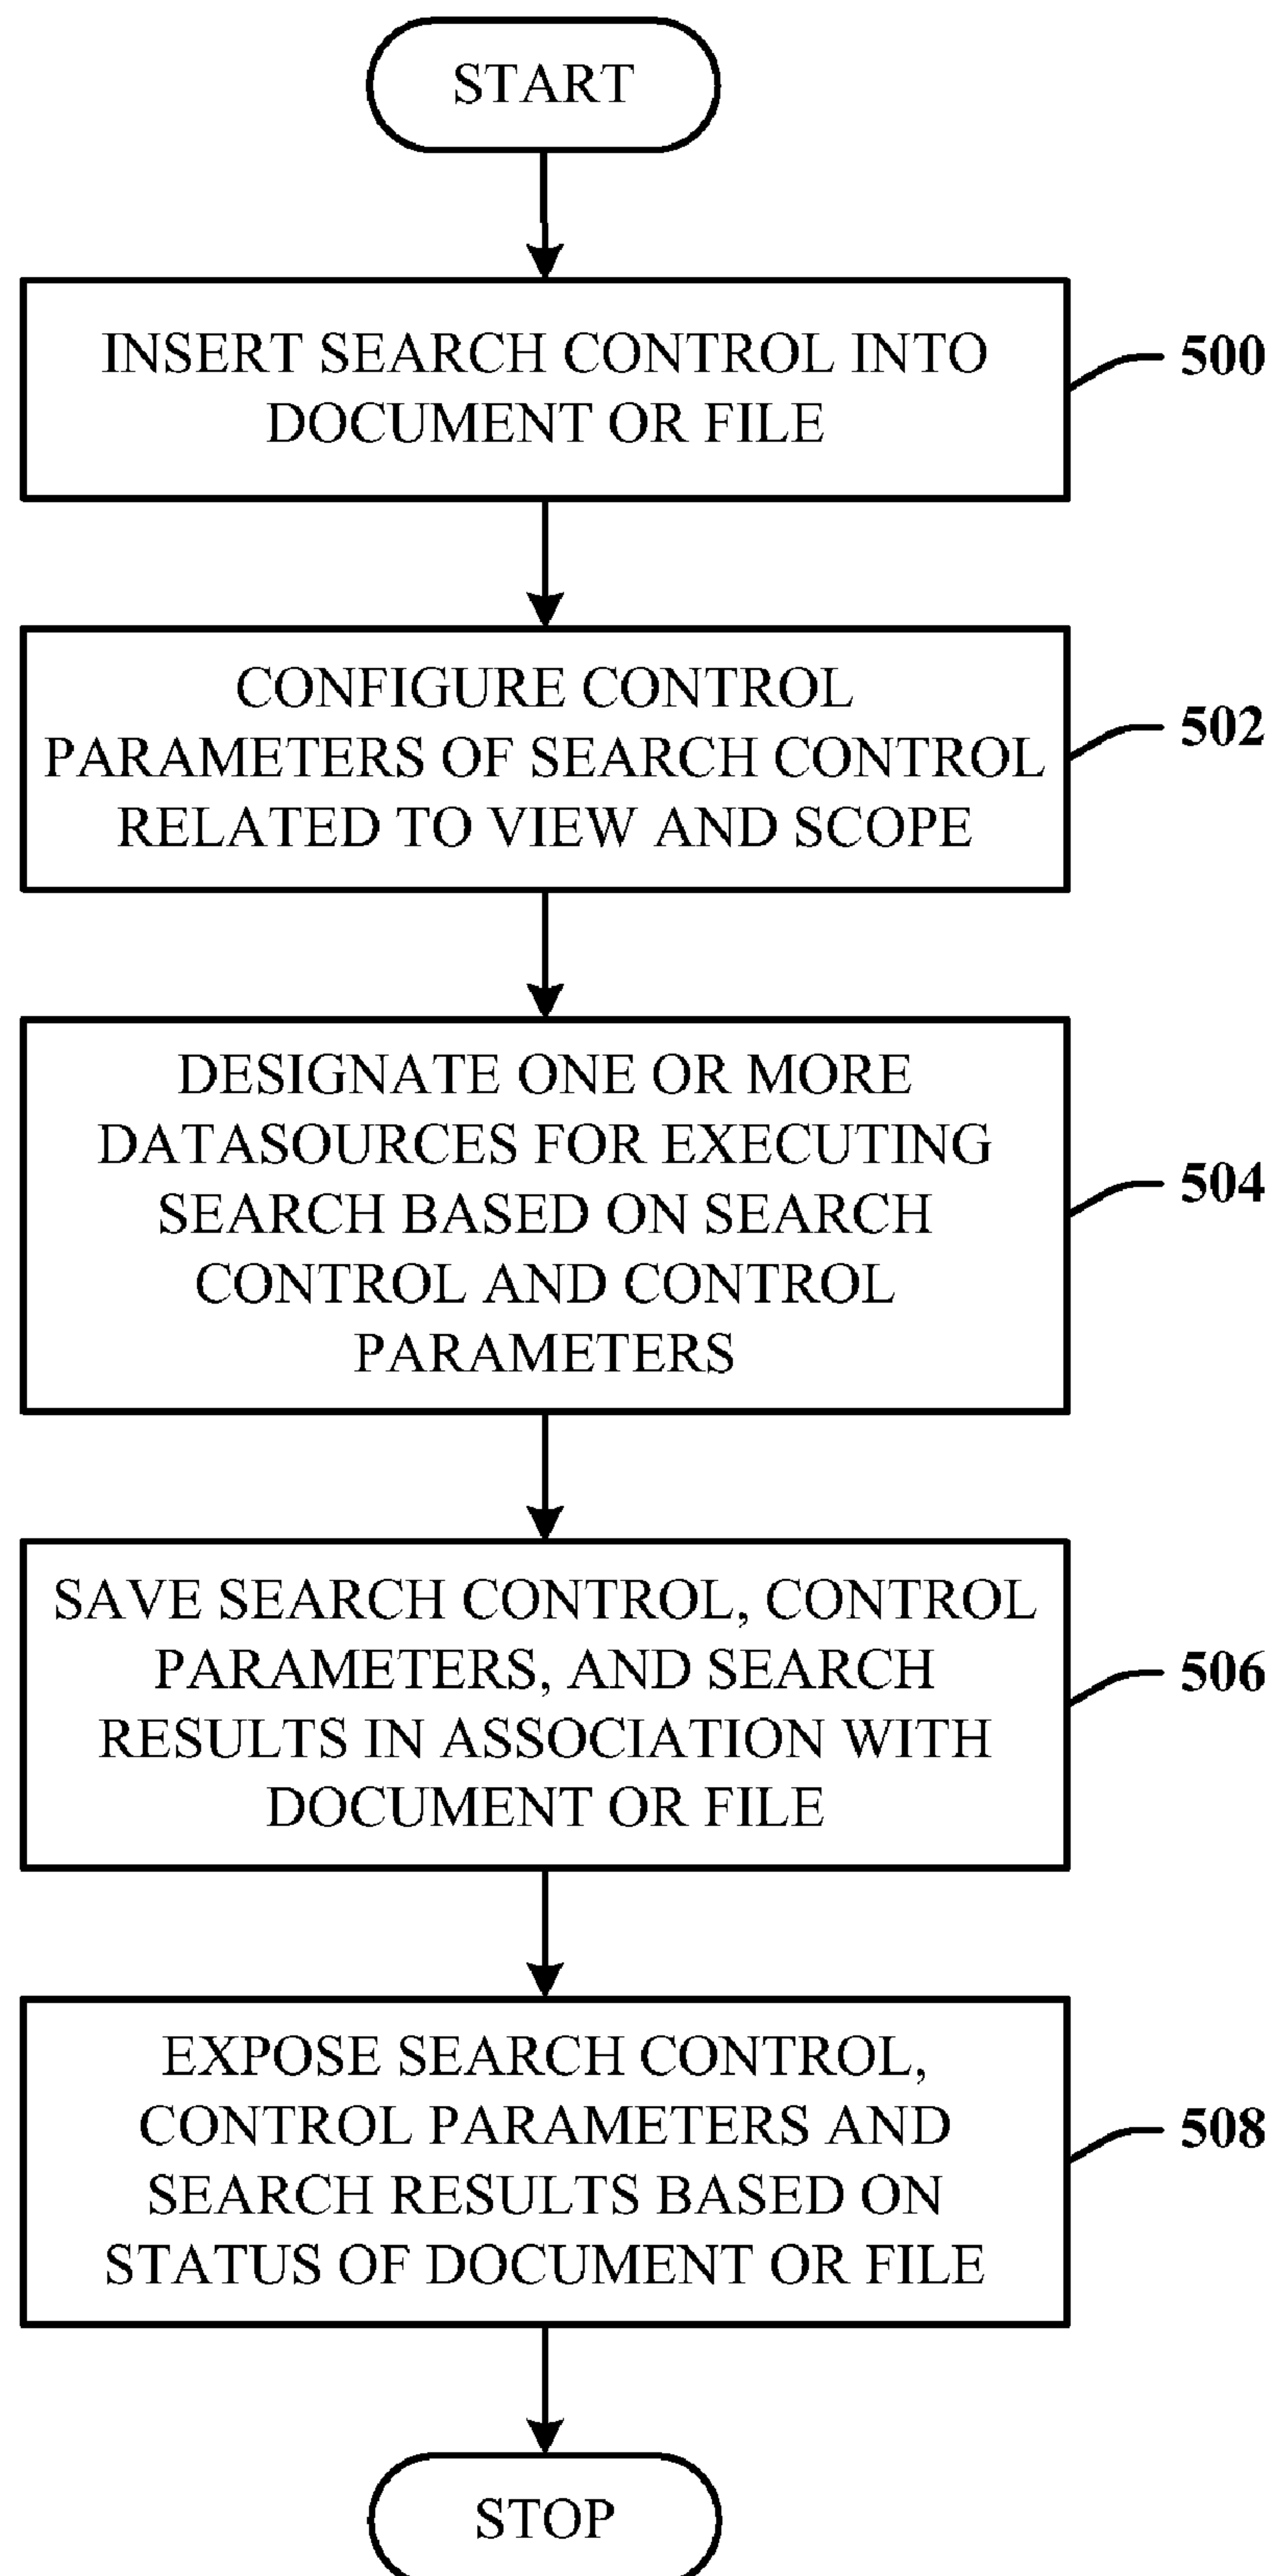 START
INSERT SEARCH CONTROL INTO
DOCUMENT OR FILE
500
CONFIGURE CONTROL
PARAMETERS OF SEARCH CONTROL
RELATED TO VIEW AND SCOPE
502
DESIGNATE ONE OR MORE
DATASOURCES FOR EXECUTING
SEARCH BASED ON SEARCH
CONTROL AND CONTROL
PARAMETERS
504
SAVE SEARCH CONTROL, CONTROL
PARAMETERS, AND SEARCH
RESULTS IN ASSOCIATION WITH
DOCUMENT OR FILE
506
EXPOSE SEARCH CONTROL,
CONTROL PARAMETERS AND
SEARCH RESULTS BASED ON
STATUS OF DOCUMENT OR FILE
508
STOP